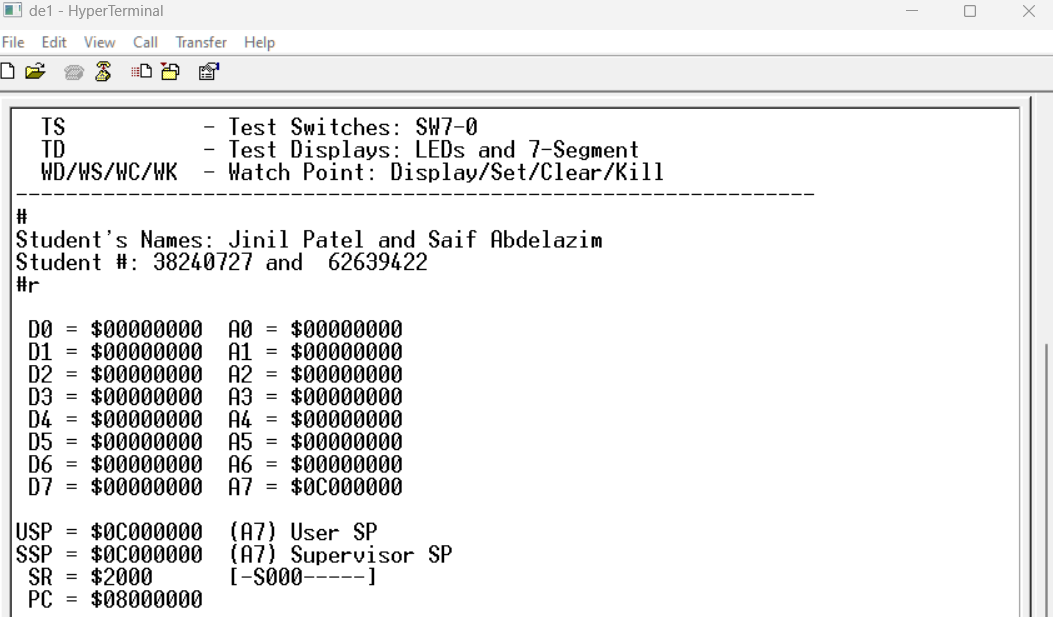 de1 - HyperTerminal
File Edit View Call Transfer Help
TS - Test Switches: SW7-0
TD - Test Displays: LEDs and 7-Segment
WD/WS/WC/WK - Watch Point: Display/Set/Clear/Kill
----------------------------------------------------------------
#
Student's Names: Jinil Patel and Saif Abdelazim
Student #: 38240727 and  62639422
#r
D0 = $00000000  A0 = $00000000
D1 = $00000000  A1 = $00000000
D2 = $00000000  A2 = $00000000
D3 = $00000000  A3 = $00000000
D4 = $00000000  A4 = $00000000
D5 = $00000000  A5 = $00000000
D6 = $00000000  A6 = $00000000
D7 = $00000000  A7 = $0C000000
USP = $0C000000  (A7) User SP
SSP = $0C000000  (A7) Supervisor SP
SR = $2000      [-S000-----]
PC = $08000000